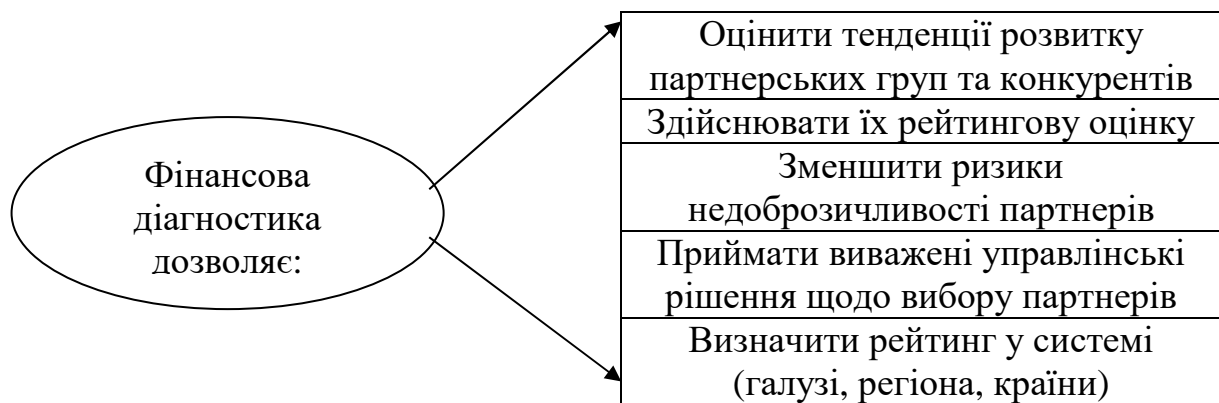 Фінансова
діагностика
дозволяє:
Оцінити тенденції розвитку
партнерських груп та конкурентів
Здійснювати їх рейтингову оцінку
Зменшити ризики
недоброзичливості партнерів
Приймати виважені управлінські
рішення щодо вибору партнерів
Визначити рейтинг у системі
(галузі, регіона, країни)